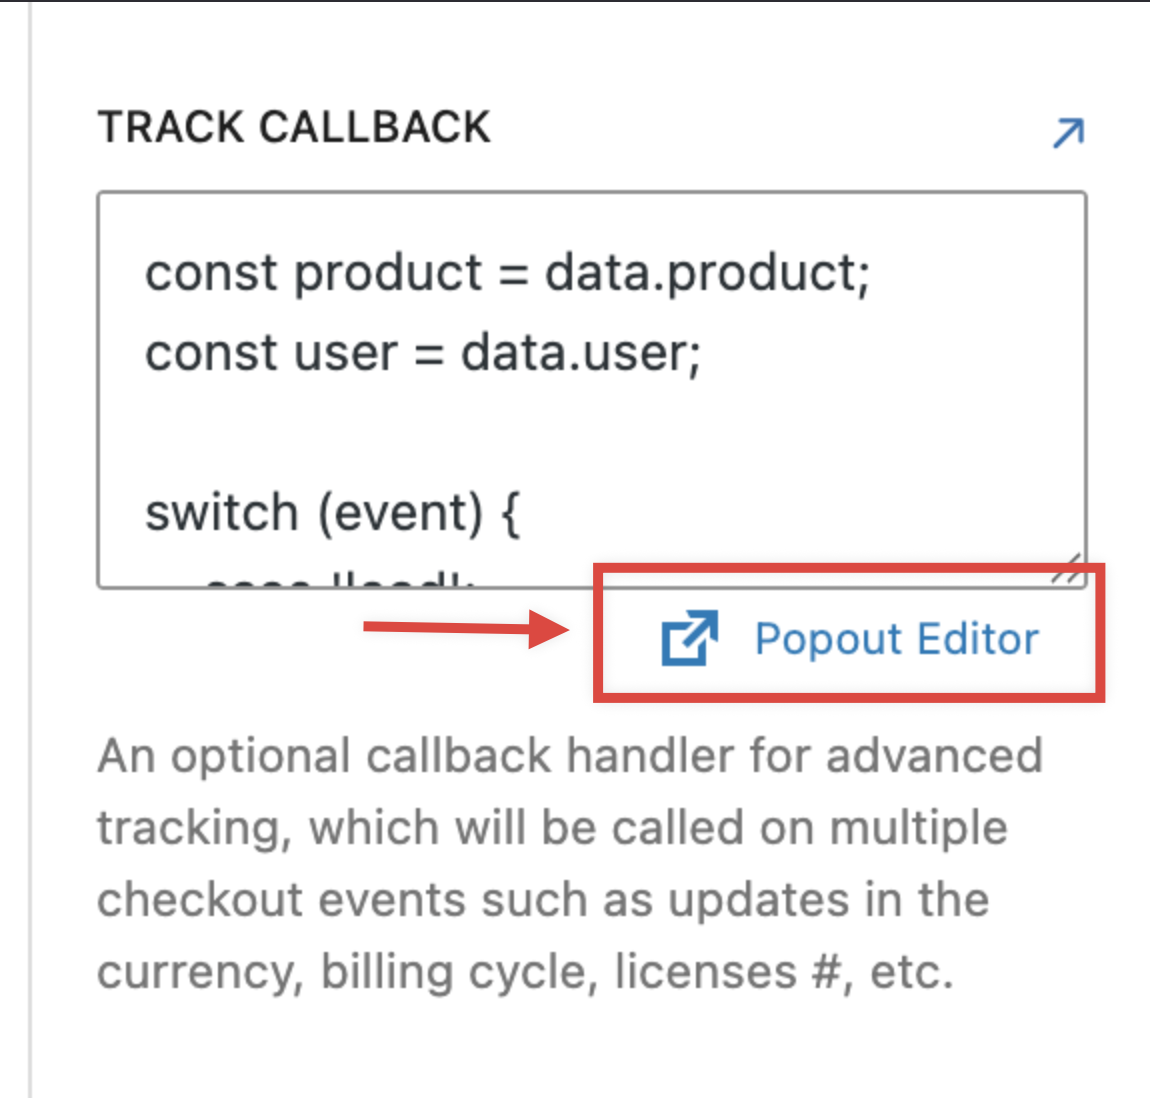 TRACK CALLBACK
const product = data.product;
const user = data.user;
switch (event) {
case 'load':
Popout Editor
An optional callback handler for advanced
tracking, which will be called on multiple
checkout events such as updates in the
currency, billing cycle, licenses #, etc.